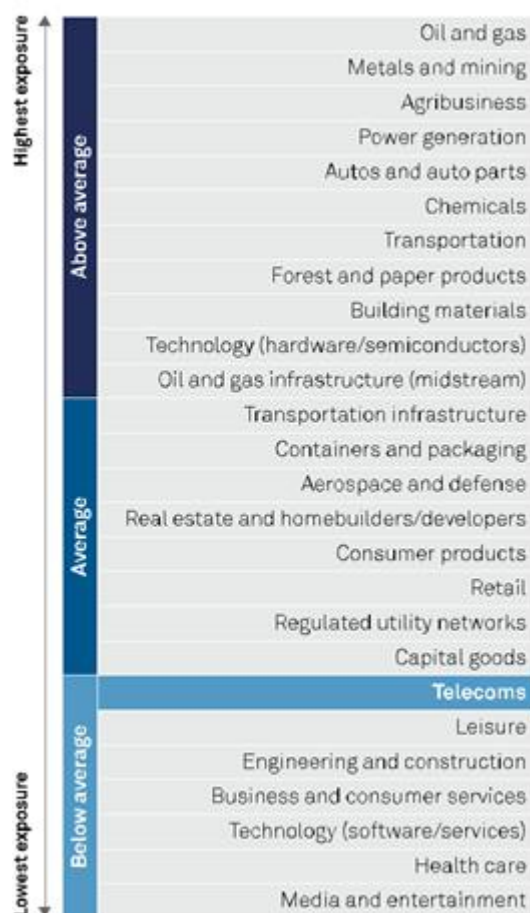 Highest exposure
Above average
Oil and gas
Metals and mining
Agribusiness
Power generation
Autos and auto parts
Chemicals
Transportation
Forest and paper products
Building materials
Technology (hardware/semiconductors)
Oil and gas infrastructure (midstream)
Average
Transportation infrastructure
Containers and packaging
Aerospace and defense
Real estate and homebuilders/developers
Consumer products
Retail
Regulated utility networks
Capital goods
Below average
Telecoms
Leisure
Engineering and construction
Business and consumer services
Technology (software/services)
Health care
Media and entertainment
Lowest exposure